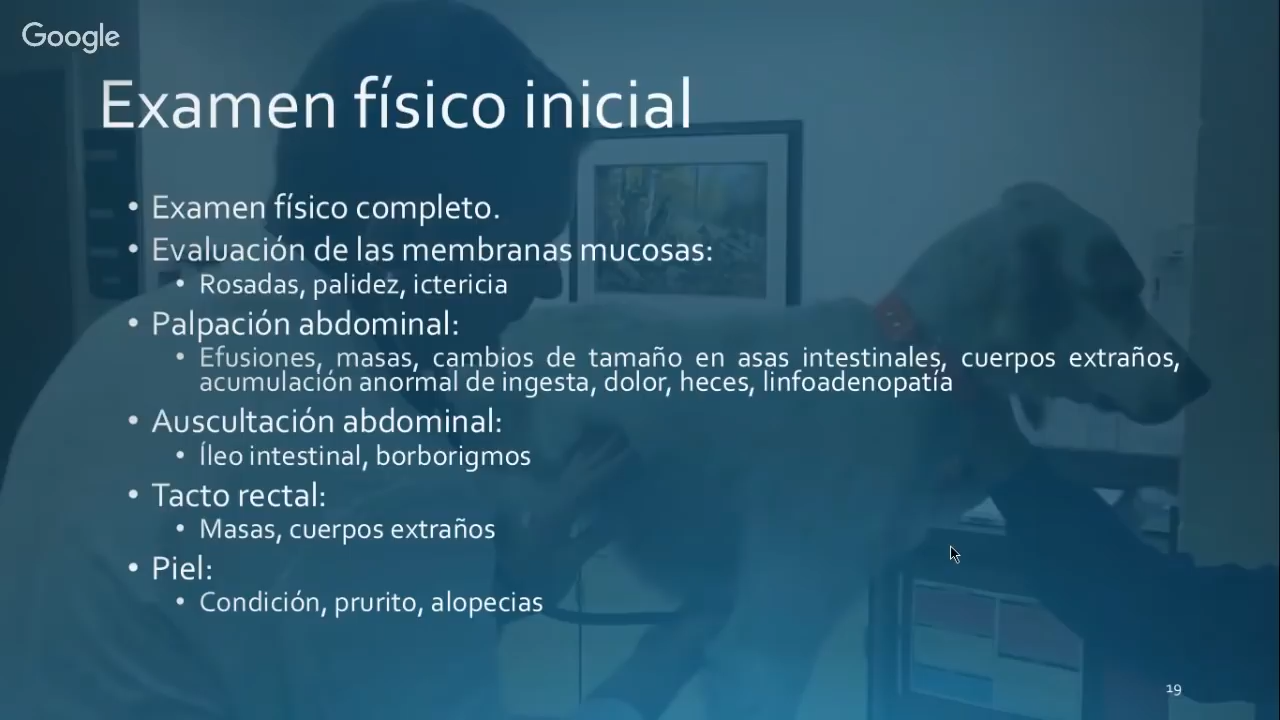 Google
Examen físico inicial
• Examen físico completo.
• Evaluación de las membranas mucosas:
• Rosadas, palidez, ictericia
• Palpación abdominal:
• Efusiones, masas, cambios de tamaño en asas intestinales, cuerpos extraños,
acumulación anormal de ingesta, dolor, heces, linfoadenopatía
• Auscultación abdominal:
• Íleo intestinal, borborigmos
• Tacto rectal:
• Masas, cuerpos extraños
• Piel:
• Condición, prurito, alopecias
19